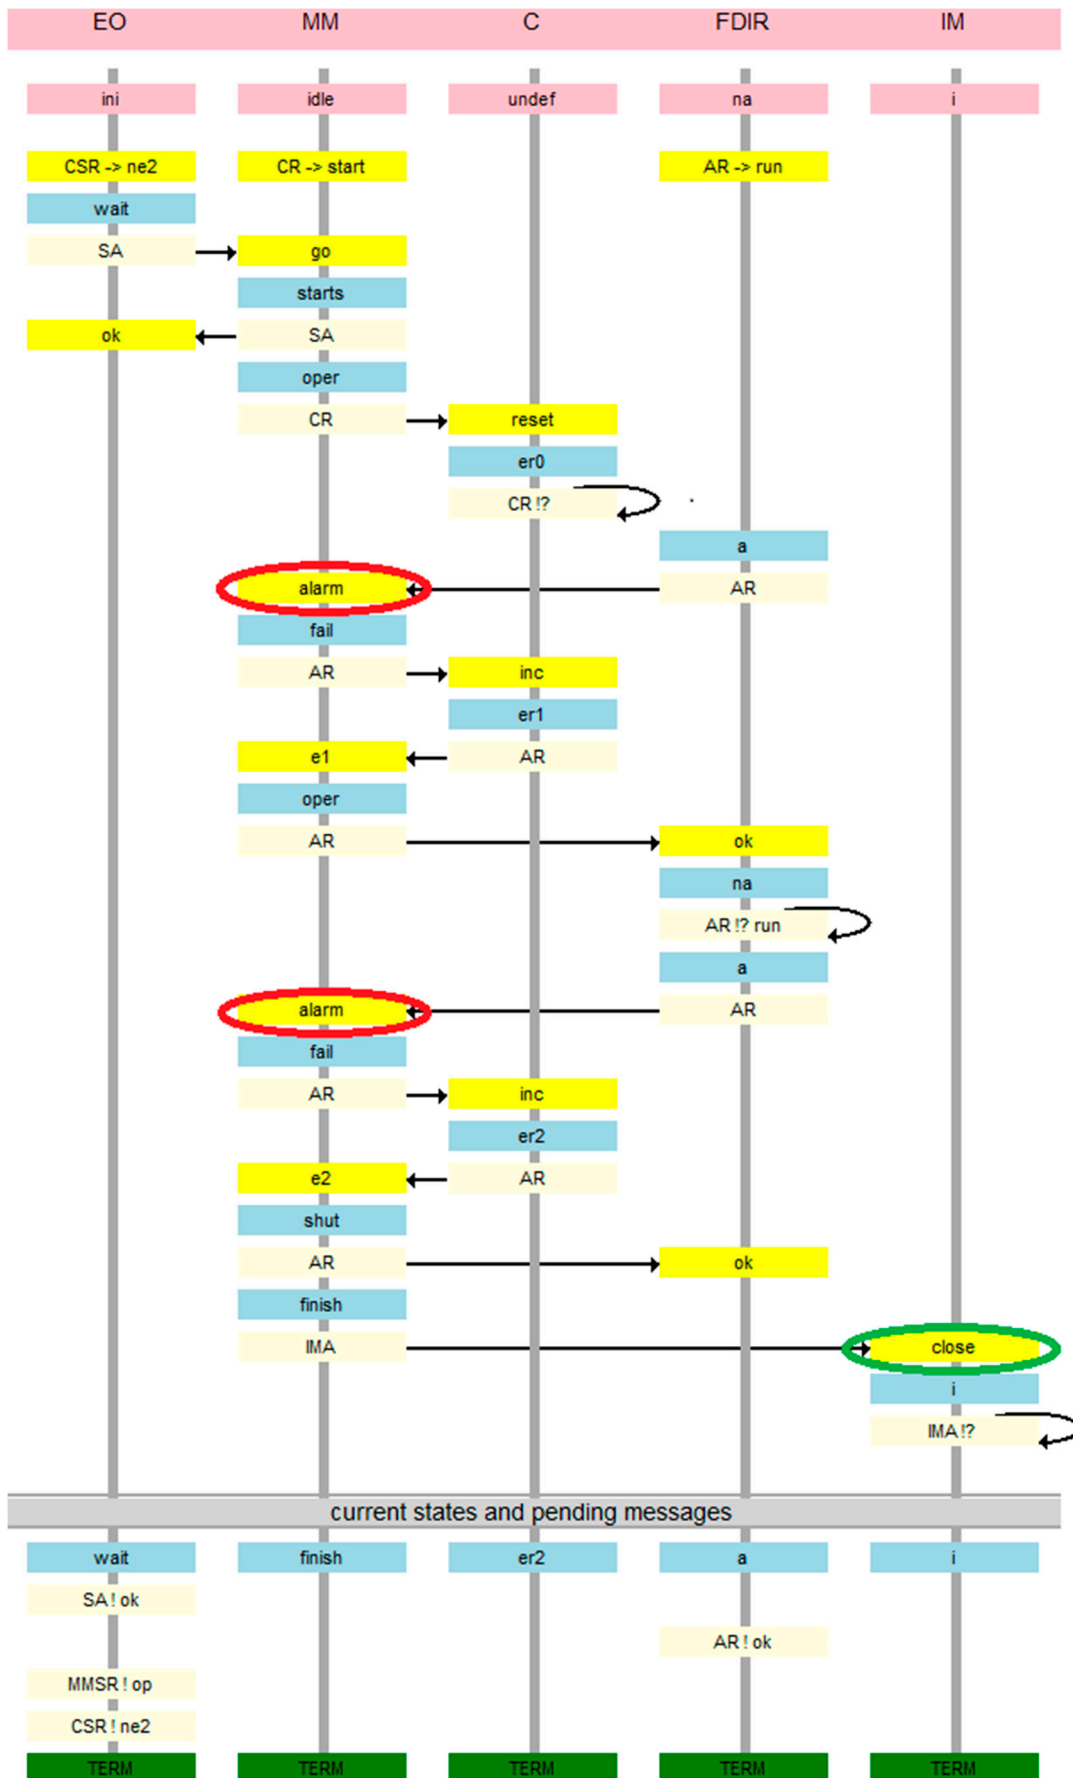 EO MM C FDIR IM
ini idle undef na i
CSR -> ne2 CR -> start AR -> run
wait
SA go
starts
ok SA
oper
CR reset
er0
CR !?
a
alarm AR
fail
AR inc
er1
e1 AR
oper
AR ok
na
AR !? run
a
alarm AR
fail
AR inc
er2
e2 AR
shut
AR ok
finish
IMA close
i
IMA !?
current states and pending messages
wait finish er2 a i
SA ! ok
AR ! ok
MMSR ! op
CSR ! ne2
TERM TERM TERM TERM TERM